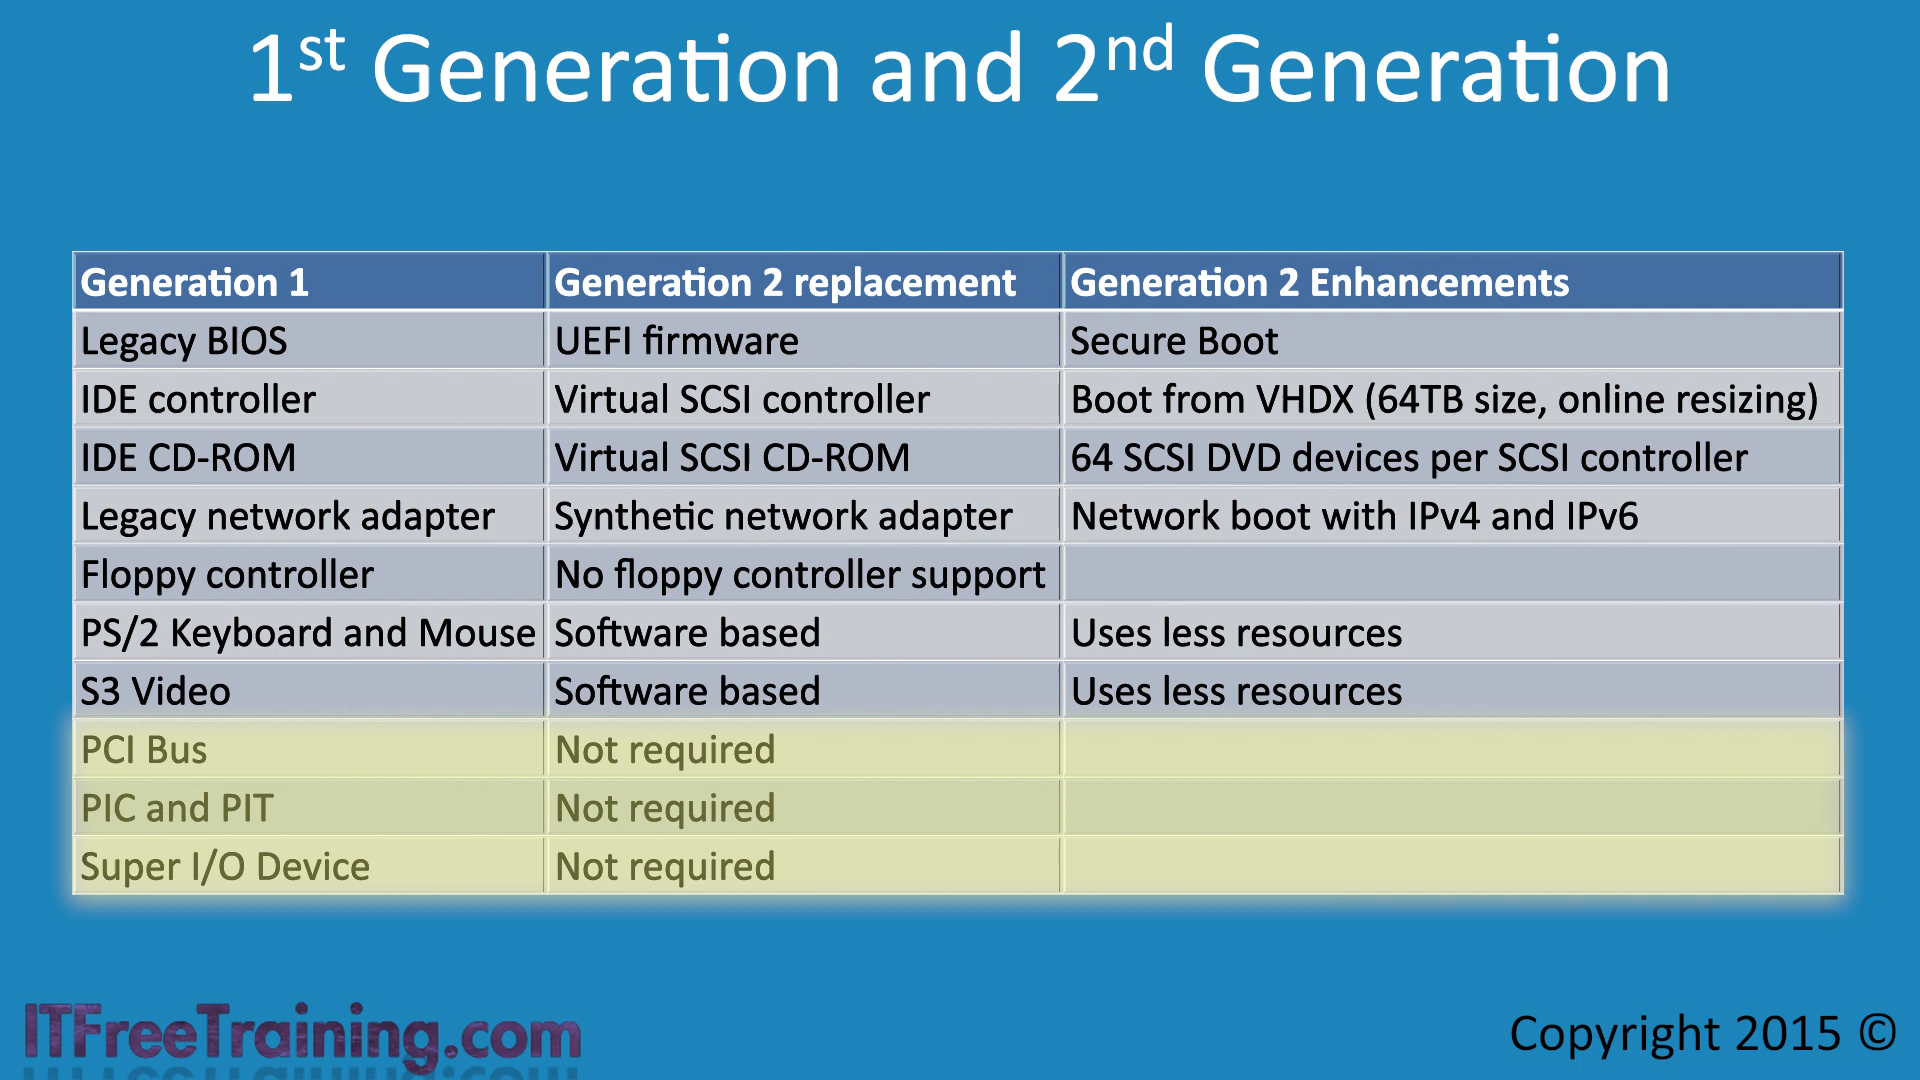 1st Generation and 2nd Generation
Generation 1 Generation 2 replacement Generation 2 Enhancements
Legacy BIOS UEFI firmware Secure Boot
IDE controller Virtual SCSI controller Boot from VHDX (64TB size, online resizing)
IDE CD-ROM Virtual SCSI CD-ROM 64 SCSI DVD devices per SCSI controller
Legacy network adapter Synthetic network adapter Network boot with IPv4 and IPv6
Floppy controller No floppy controller support
PS/2 Keyboard and Mouse Software based Uses less resources
S3 Video Software based Uses less resources
PCI Bus Not required
PIC and PIT Not required
Super I/O Device Not required
ITFreeTraining.com Copyright 2015 ©